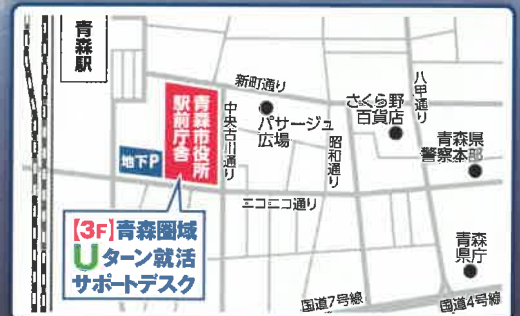 青森駅
新町通り
八甲通り
さくら野
百貨店
パサージュ
広場
青森市役所
駅前庁舎
中央古川通り
昭和通り
青森県
警察本部
地下P
ニコニコ通り
【3F】青森圏域
Uターン就活
サポートデスク
青森
県庁
国道7号線
国道4号線